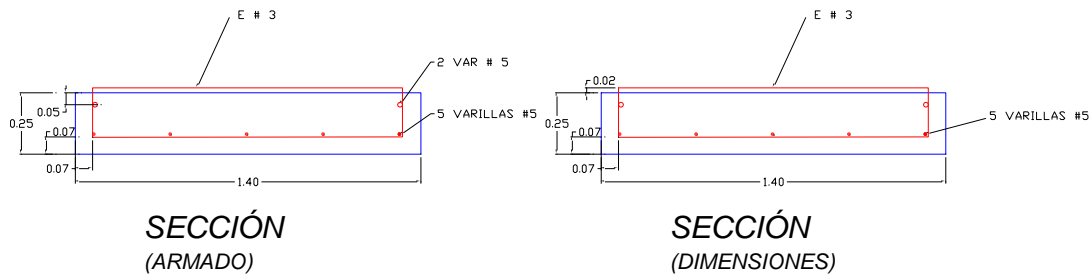 E # 3
2 VAR # 5
0.05
0.25
0.07
5 VARILLAS #5
0.07
1.40
SECCIÓN
(ARMADO)
E # 3
0.02
0.25
0.07
5 VARILLAS #5
0.07
1.40
SECCIÓN
(DIMENSIONES)